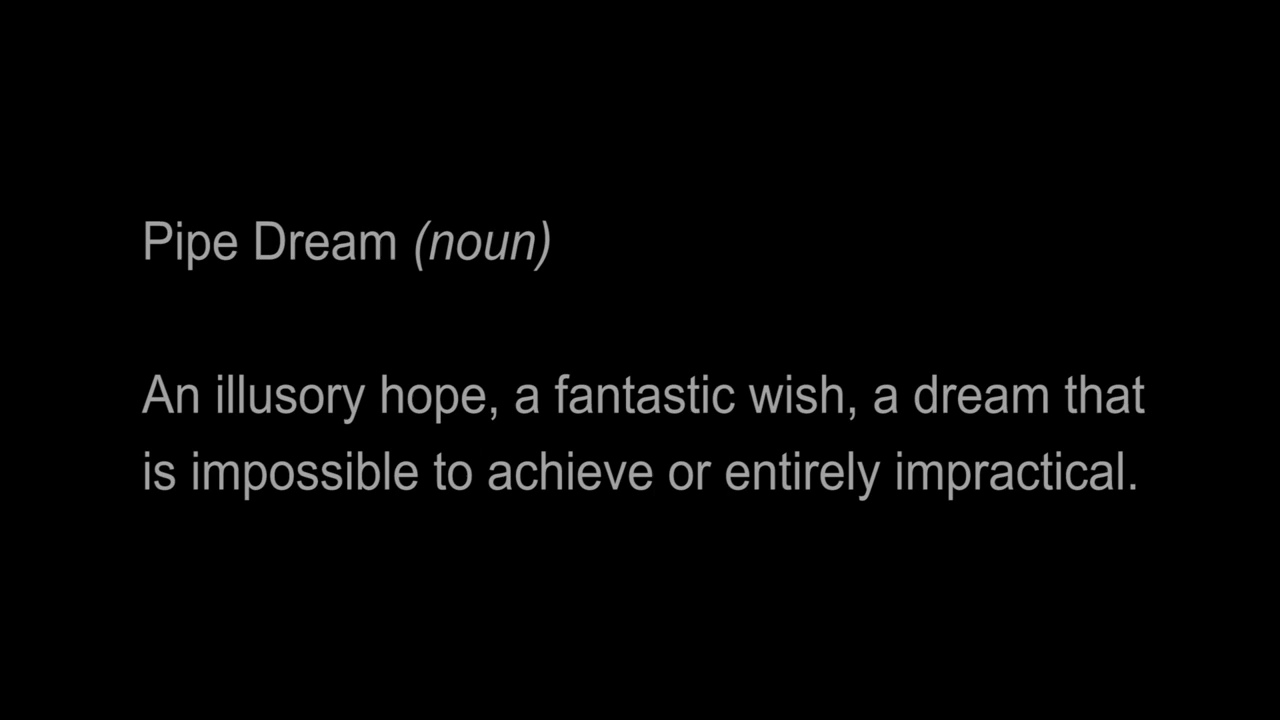 Pipe Dream (noun)
An illusory hope, a fantastic wish, a dream that
is impossible to achieve or entirely impractical.